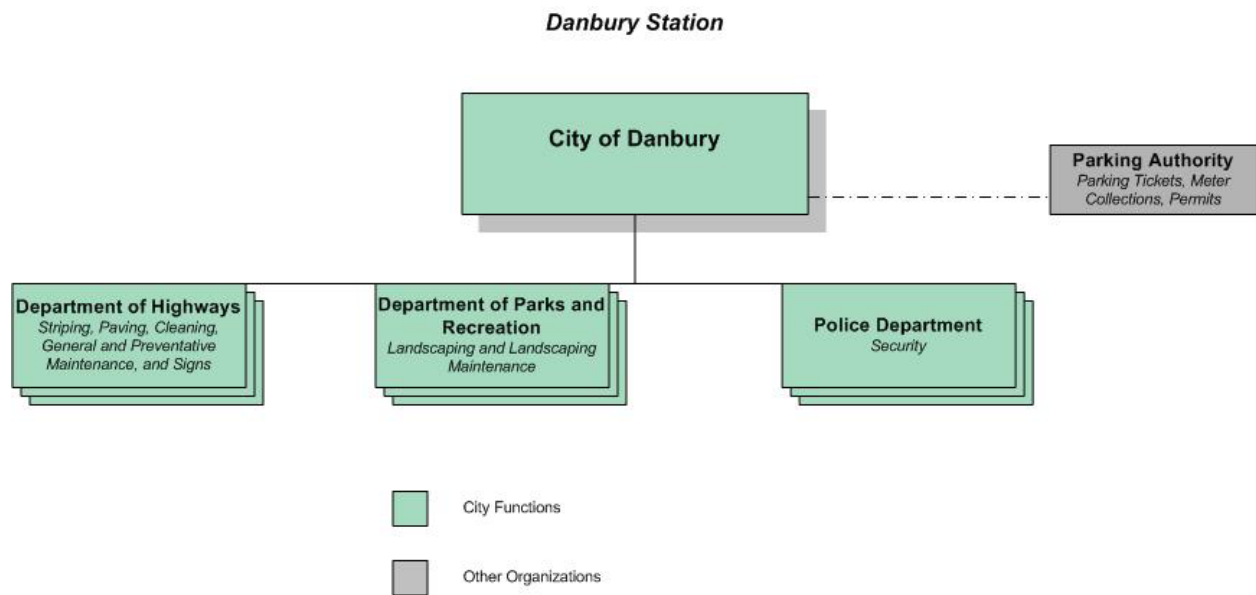 Danbury Station
City of Danbury
Parking Authority
Parking Tickets, Meter
Collections, Permits
Department of Highways
Striping, Paving, Cleaning,
General and Preventative
Maintenance, and Signs
Department of Parks and
Recreation
Landscaping and Landscaping
Maintenance
Police Department
Security
City Functions
Other Organizations